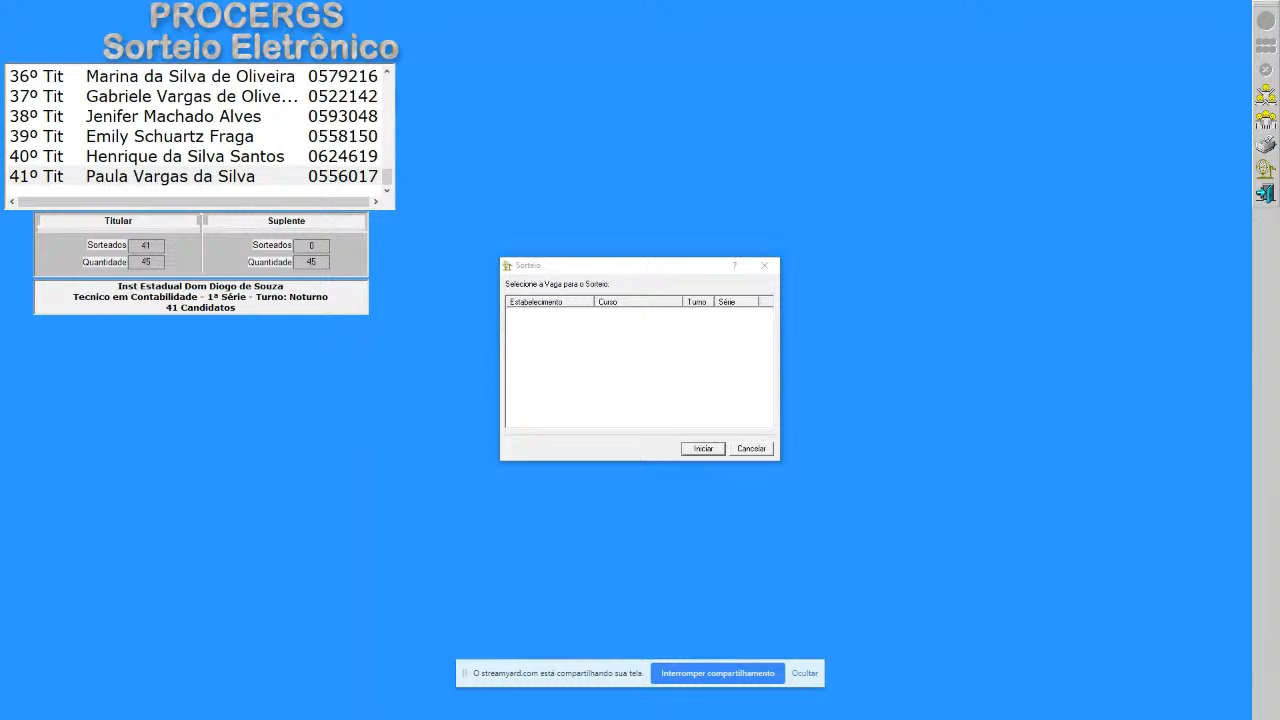 PROCERGS
Sorteio Eletrônico
36º Tit Marina da Silva de Oliveira 0579216
37º Tit Gabriele Vargas de Olive... 0522142
38º Tit Jenifer Machado Alves 0593048
39º Tit Emily Schuartz Fraga 0558150
40º Tit Henrique da Silva Santos 0624619
41º Tit Paula Vargas da Silva 0556017
Titular Suplente
Sorteados 41 Sorteados 0
Quantidade 45 Quantidade 45
Inst Estadual Dom Diogo de Souza
Tecnico em Contabilidade - 1ª Série - Turno: Noturno
41 Candidatos
Sorteio ?
Selecione a Vaga para o Sorteio:
Estabelecimento Curso Turno Série
Iniciar Cancelar
O streamyard.com está compartilhando sua tela. Interromper compartilhamento Ocultar